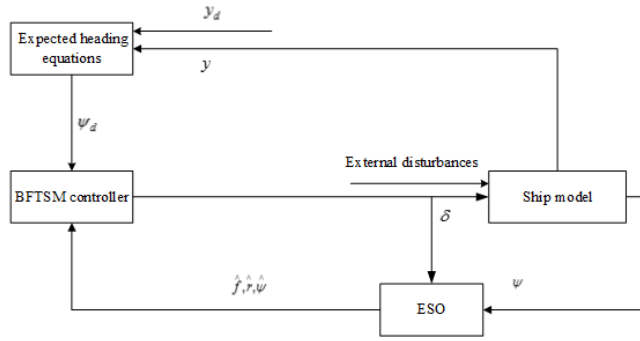 y_d
Expected heading
equations
y
ψ_d
External disturbances
BFTSM controller
Ship model
δ
f̂,r̂,ψ̂
ESO
ψ